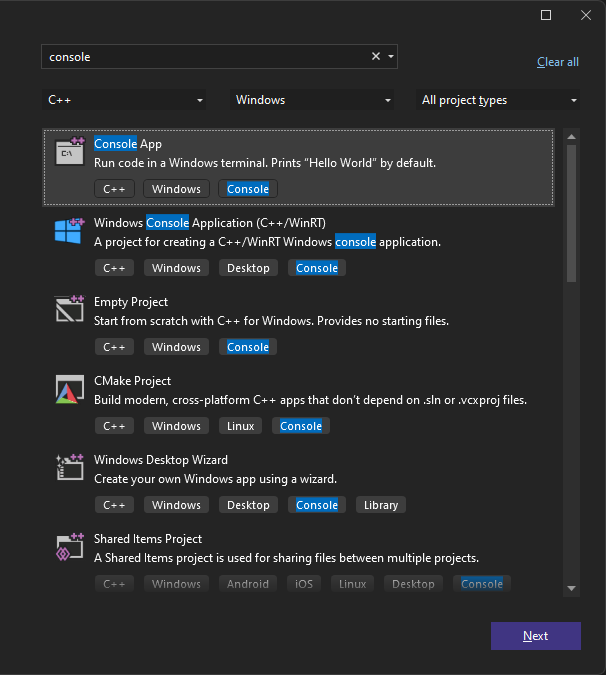 console
Clear all
C++ Windows All project types
C:\
Console App
Run code in a Windows terminal. Prints "Hello World" by default.
C++ Windows Console
Windows Console Application (C++/WinRT)
A project for creating a C++/WinRT Windows console application.
C++ Windows Desktop Console
Empty Project
Start from scratch with C++ for Windows. Provides no starting files.
C++ Windows Console
CMake Project
Build modern, cross-platform C++ apps that don't depend on .sln or .vcxproj files.
C++ Windows Linux Console
Windows Desktop Wizard
Create your own Windows app using a wizard.
C++ Windows Desktop Console Library
Shared Items Project
A Shared Items project is used for sharing files between multiple projects.
C++ Windows Android iOS Linux Desktop Console
Next